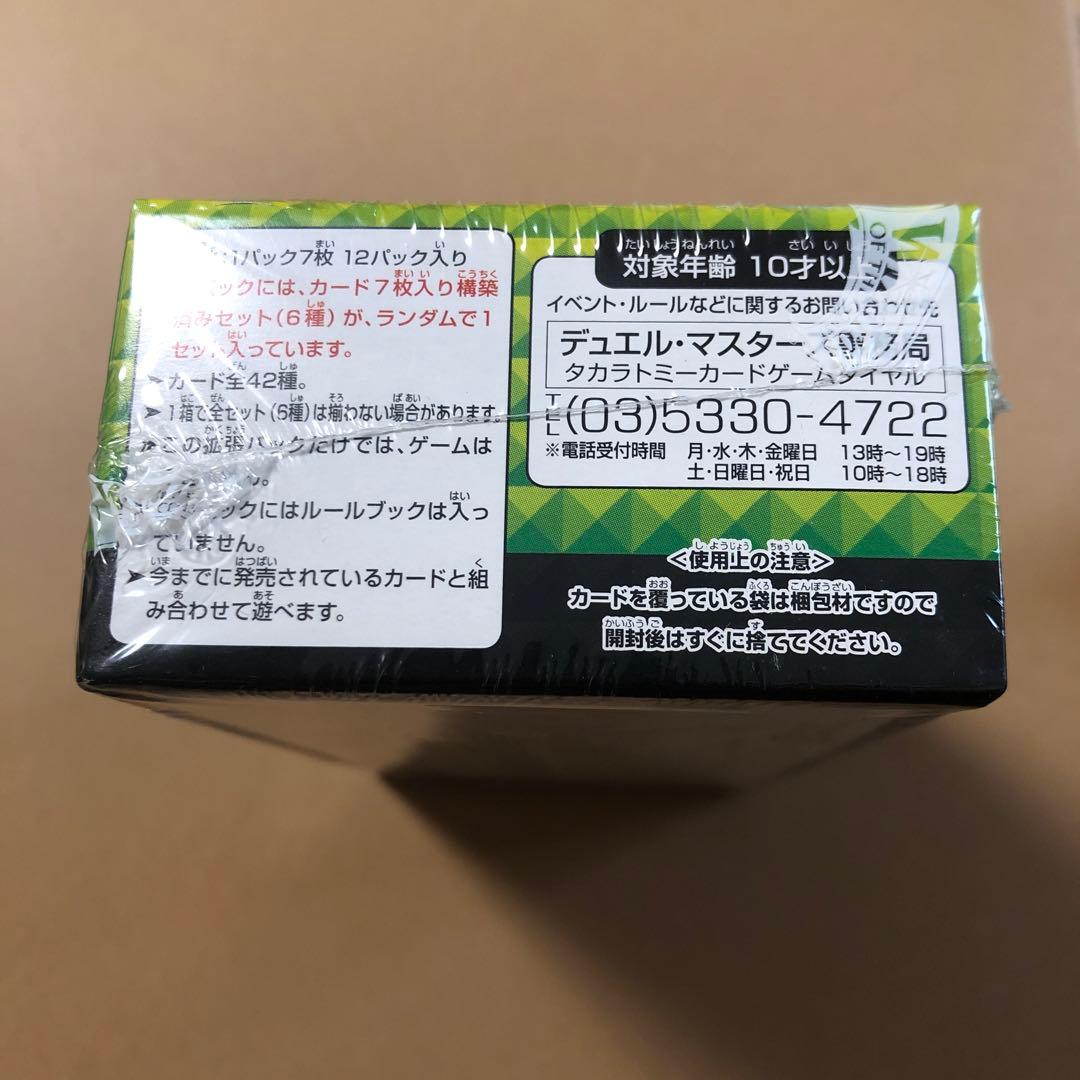 1パック7枚 12パック入り
ックには、カード7枚入り構築
済みセット(6種)が、ランダムで1
セット入っています。
➤カード全42種。
➤1箱で全セット(6種)は揃わない場合があります。
➤この拡張パックだけでは、ゲームは
ん。
ックにはルールブックは入っ
ていません。
➤今までに発売されているカードと組
み合わせて遊べます。
対象年齢 10才以上
イベント・ルールなどに関するお問い合わせ先
デュエル・マスターズ事務局
タカラトミーカードゲームダイヤル
TEL(03)5330-4722
※電話受付時間 月・水・木・金曜日 13時〜19時
土・日曜日・祝日 10時〜18時
<使用上の注意>
カードを覆っている袋は梱包材ですので
開封後はすぐに捨ててください。
OF